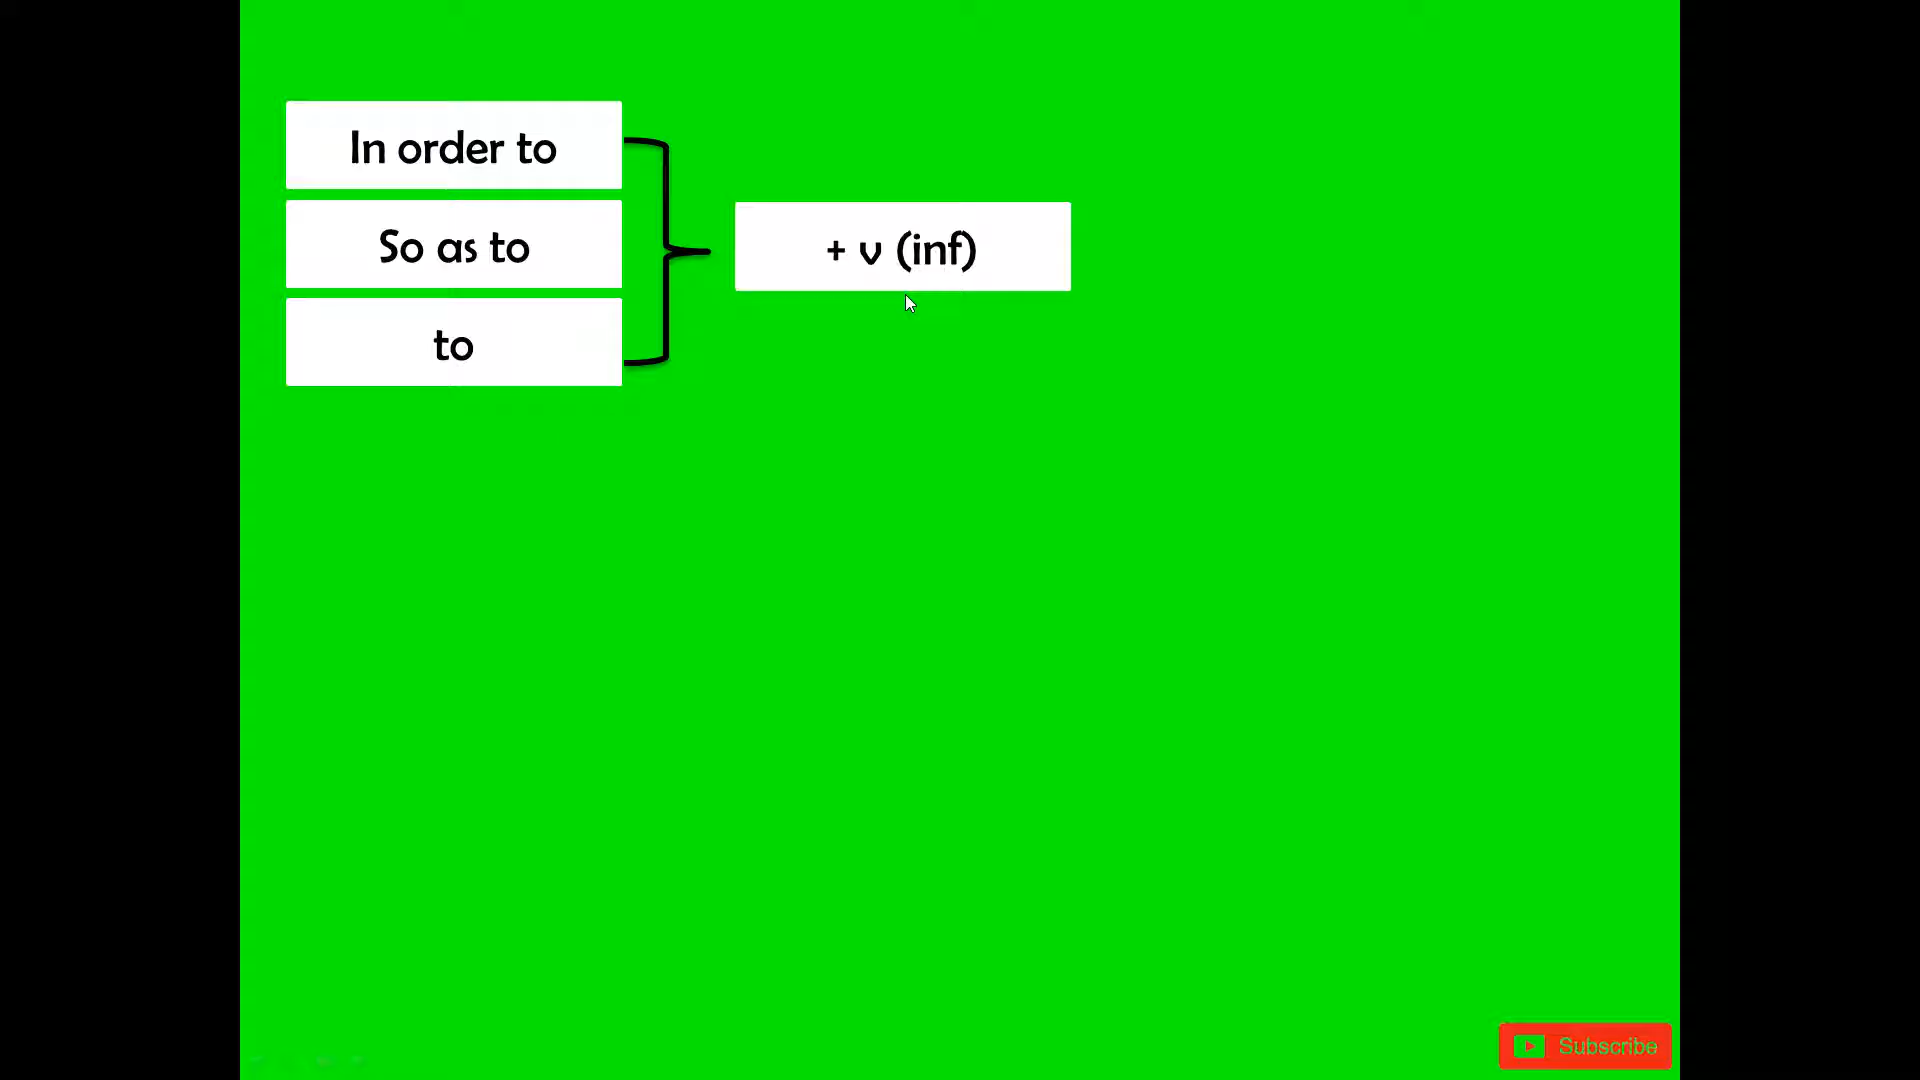 In order to
So as to
to
+ v (inf)
Subscribe